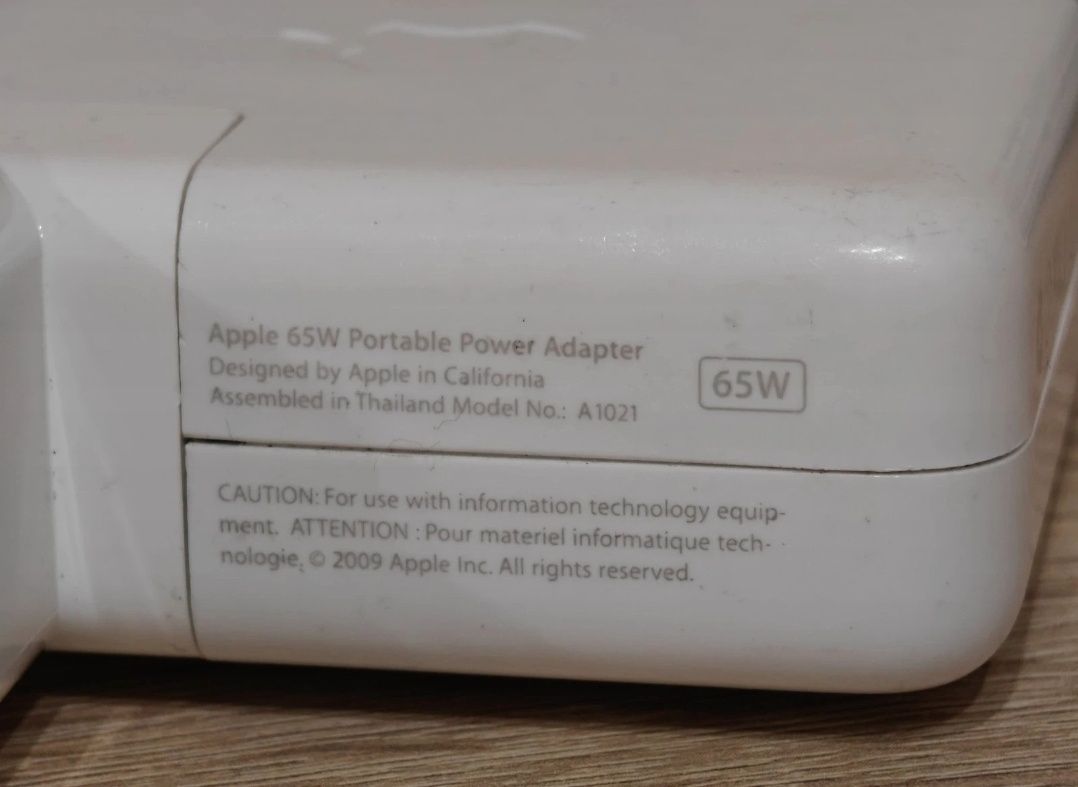 Apple 65W Portable Power Adapter
Designed by Apple in California
Assembled in Thailand Model No.: A1021
65W
CAUTION: For use with information technology equip-
ment. ATTENTION : Pour materiel informatique tech-
nologie. © 2009 Apple Inc. All rights reserved.